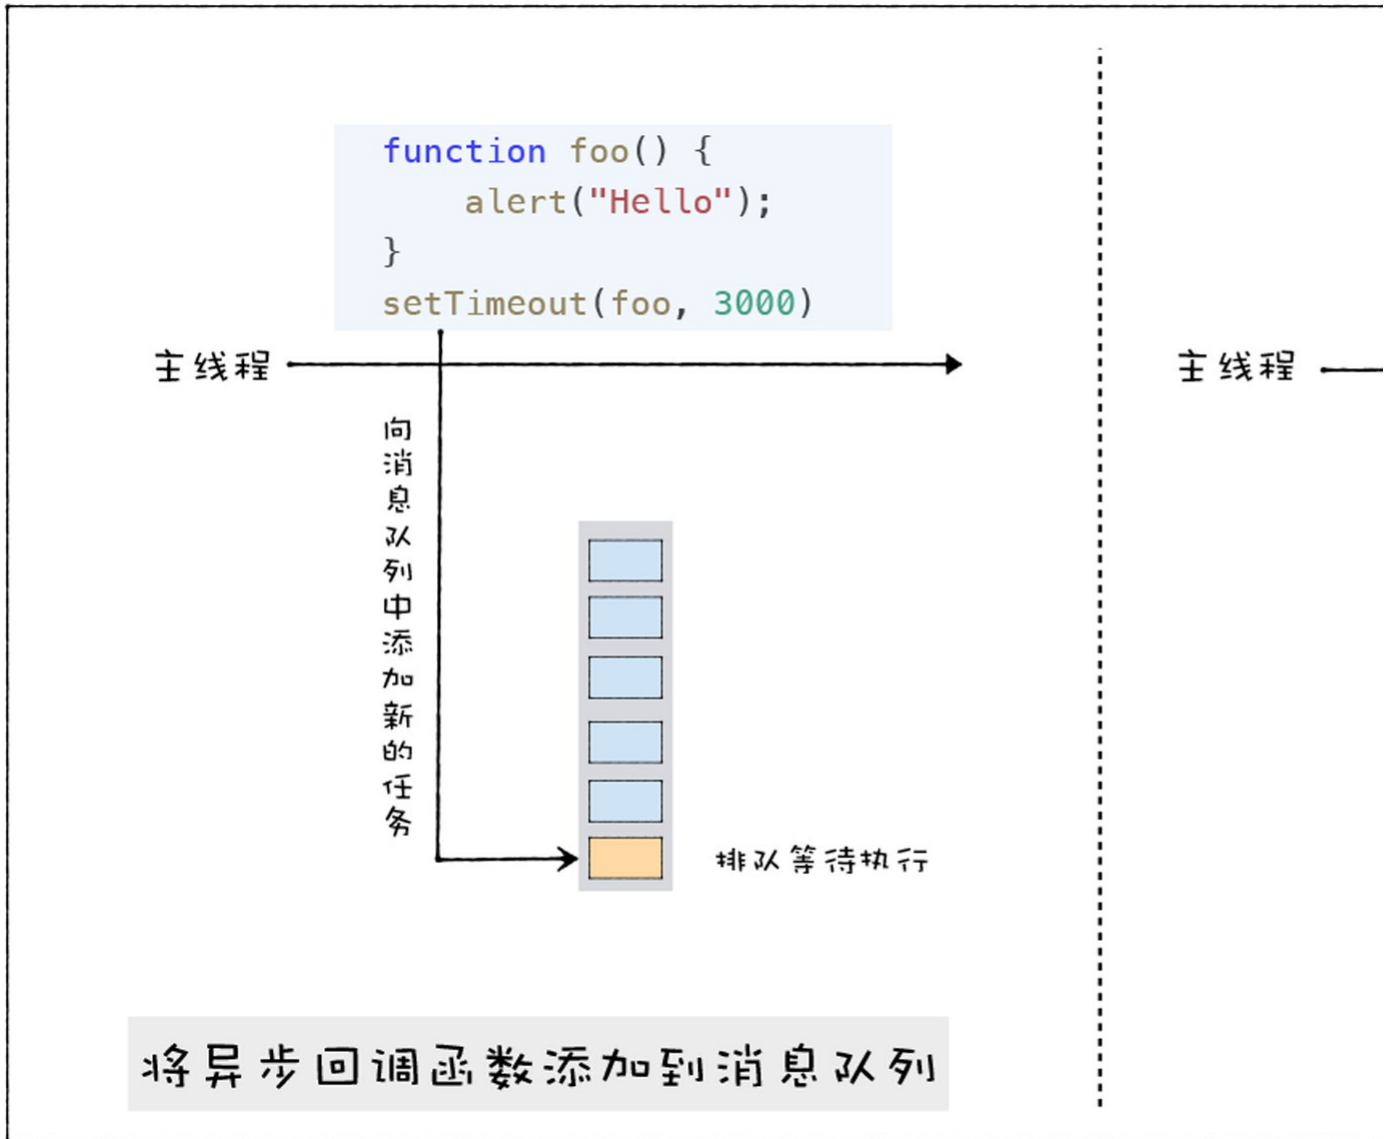 function foo() {
    alert("Hello");
}
setTimeout(foo, 3000)
主线程
向消息队列中添加新的任务
排队等待执行
将异步回调函数添加到消息队列
主线程